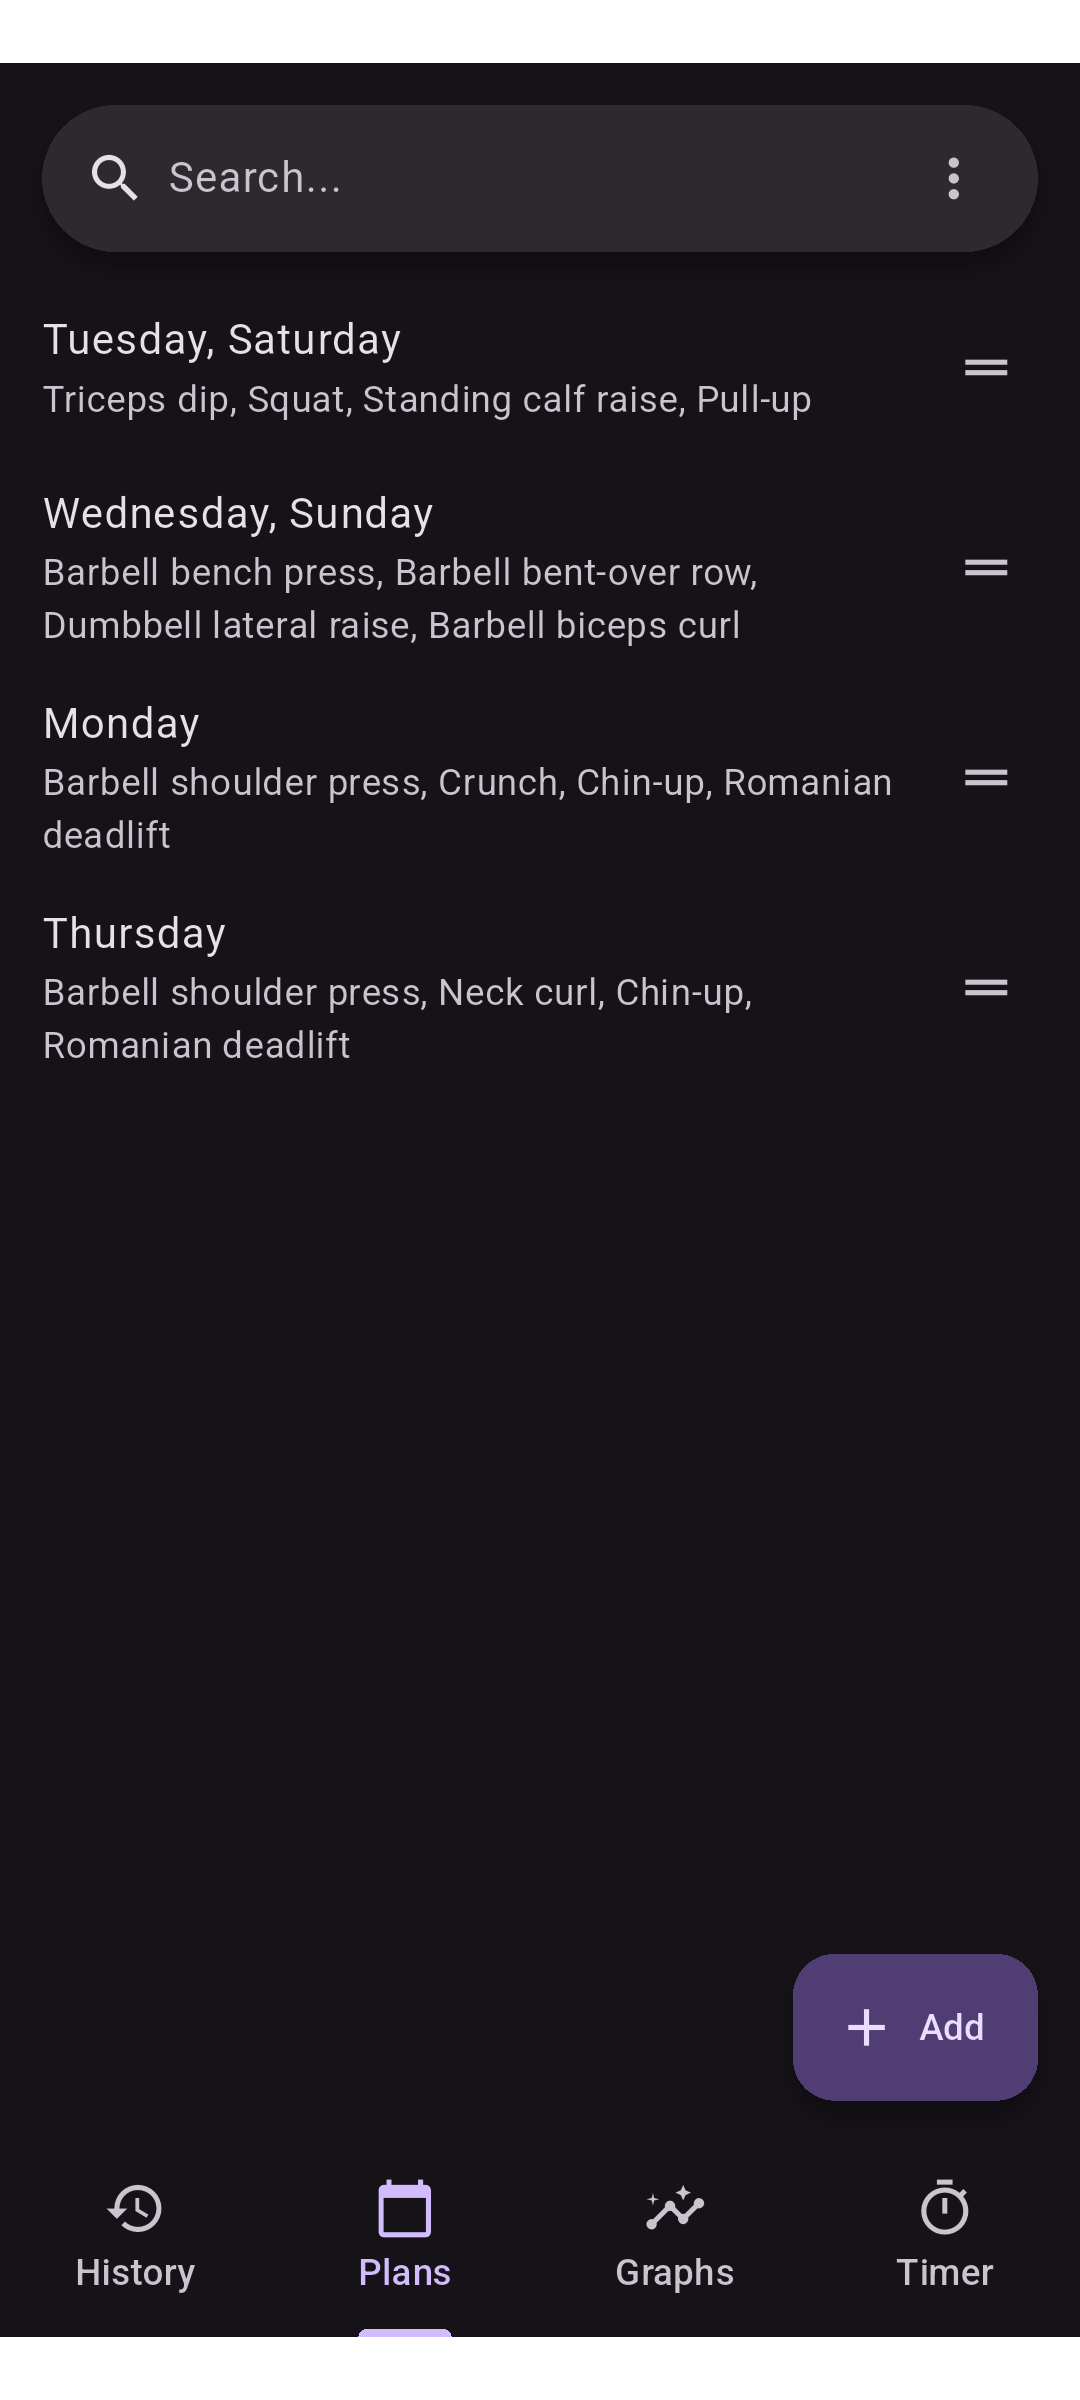 Search...
Tuesday, Saturday
Triceps dip, Squat, Standing calf raise, Pull-up
Wednesday, Sunday
Barbell bench press, Barbell bent-over row,
Dumbbell lateral raise, Barbell biceps curl
Monday
Barbell shoulder press, Crunch, Chin-up, Romanian
deadlift
Thursday
Barbell shoulder press, Neck curl, Chin-up,
Romanian deadlift
Add
History
Plans
Graphs
Timer